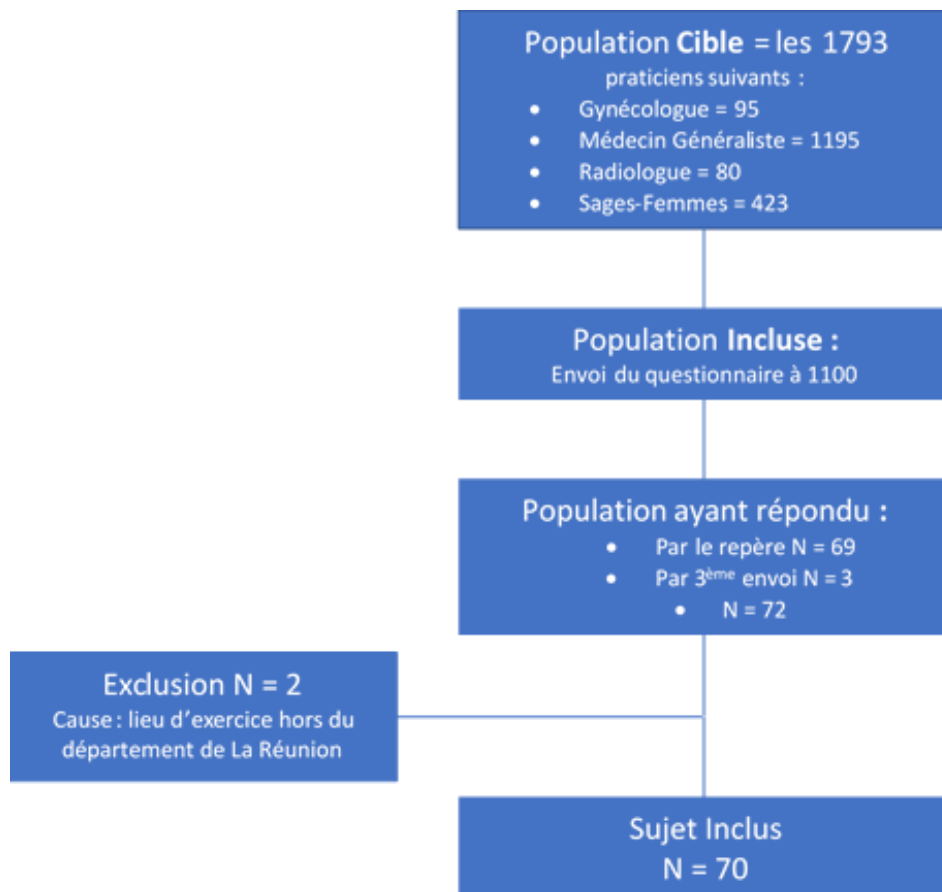 Population Cible = les 1793
praticiens suivants :
• Gynécologue = 95
• Médecin Généraliste = 1195
• Radiologue = 80
• Sages-Femmes = 423
Population Incluse :
Envoi du questionnaire à 1100
Population ayant répondu :
• Par le repère N = 69
• Par 3ème envoi N = 3
• N = 72
Exclusion N = 2
Cause : lieu d'exercice hors du
département de La Réunion
Sujet Inclus
N = 70